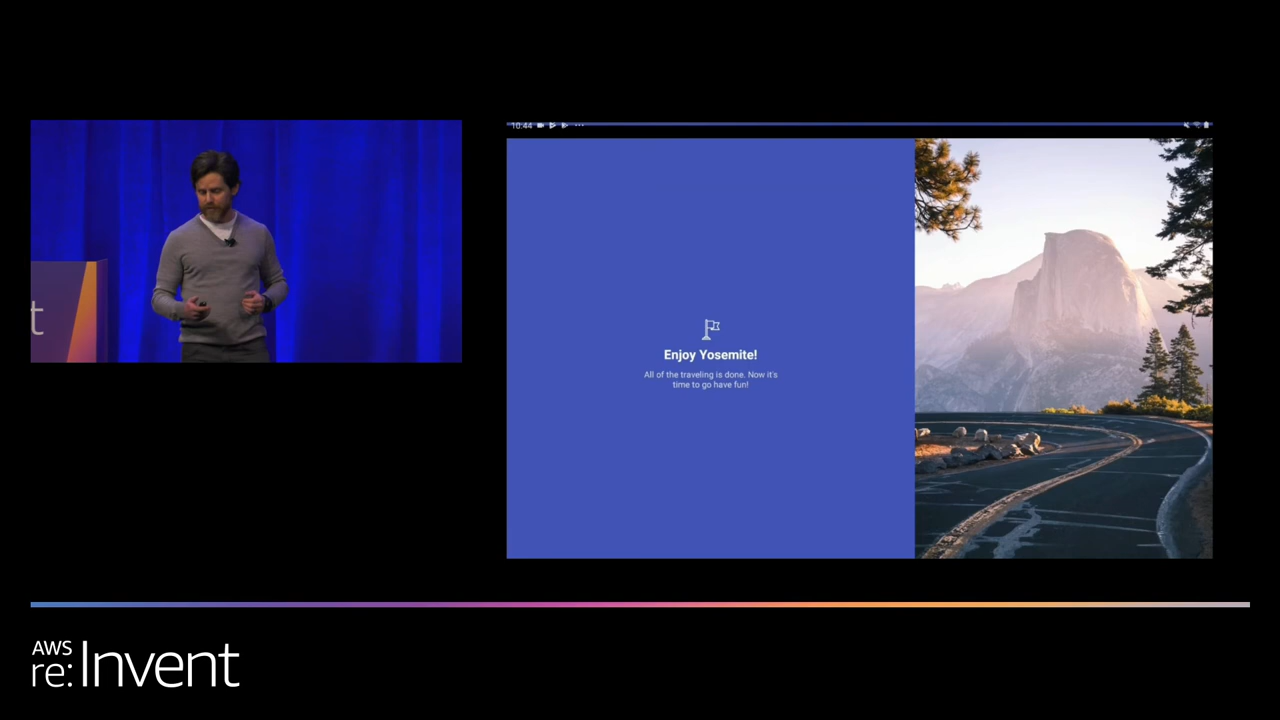 t
10:44
Enjoy Yosemite!
All of the traveling is done. Now it's
time to go have fun!
AWS
re:Invent